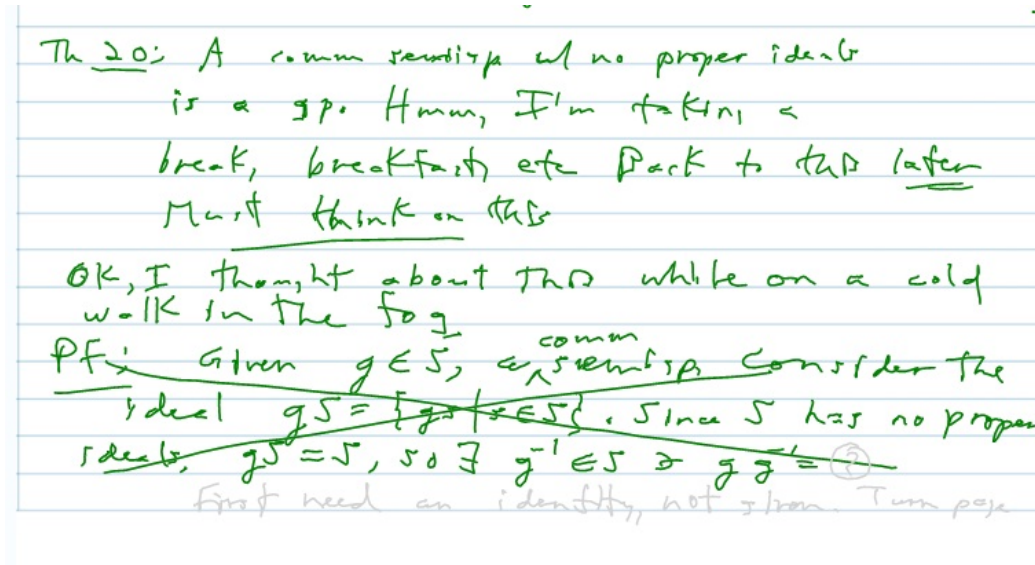 Th 20: A comm semigp w/ no proper ideals
is a gp. Hmm, I'm taking a
break, breakfast, etc Back to this later
Must think on this
OK, I thought about this while on a cold
walk in the fog
Pf: Given g ∈ S, a comm semigp, consider the
ideal gS = {gs | s ∈ S}. Since S has no proper
ideals, gS = S, so ∃ g⁻¹ ∈ S ∋ g g⁻¹ = ?
First need an identity, not given. Turn page